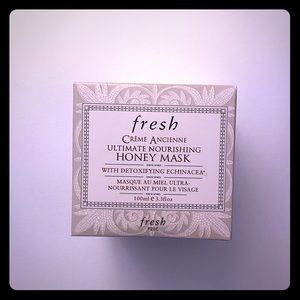 fresh
CRÈME ANCIENNE
ULTIMATE NOURISHING
HONEY MASK
WITH DETOXIFYING ECHINACEA*
MASQUE AU MIEL ULTRA-
NOURRISSANT POUR LE VISAGE
100ml e 3.3fl oz
fresh